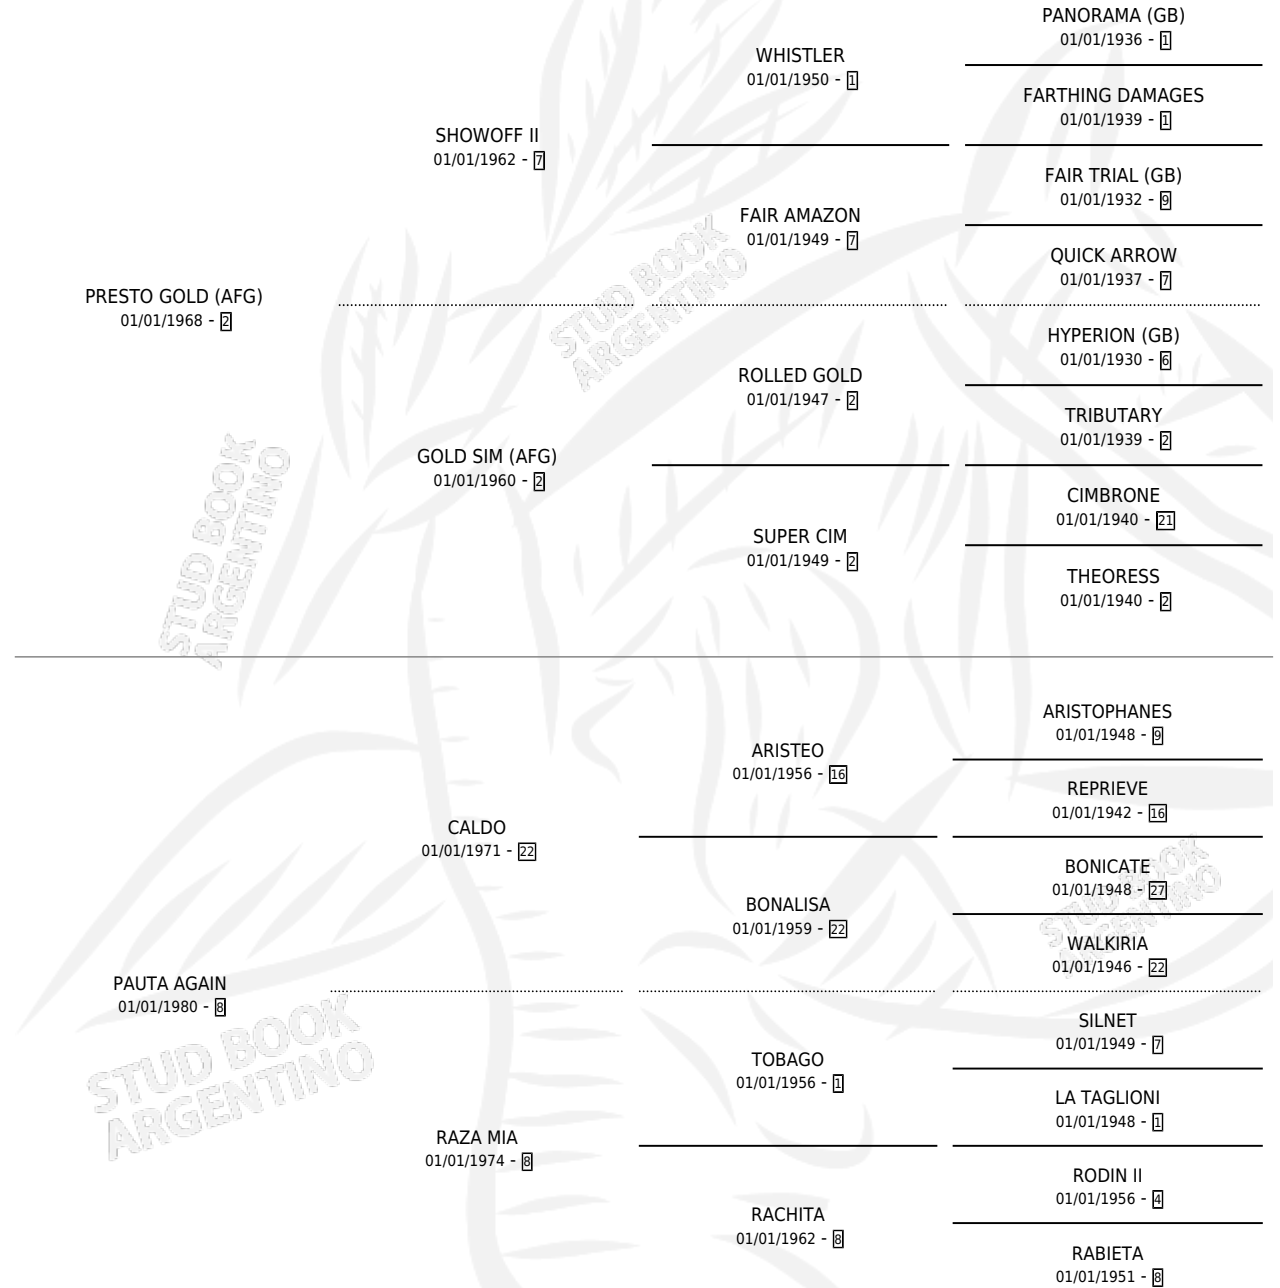 PANORAMA (GB)
01/01/1936 - 1
WHISTLER
01/01/1950 - 1
FARTHING DAMAGES
01/01/1939 - 1
SHOWOFF II
01/01/1962 - 7
FAIR TRIAL (GB)
01/01/1932 - 9
FAIR AMAZON
01/01/1949 - 7
QUICK ARROW
01/01/1937 - 7
PRESTO GOLD (AFG)
01/01/1968 - 2
STUD BOOK
ARGENTINO
HYPERION (GB)
01/01/1930 - 6
ROLLED GOLD
01/01/1947 - 2
TRIBUTARY
01/01/1939 - 2
GOLD SIM (AFG)
01/01/1960 - 2
CIMBRONE
01/01/1940 - 21
SUPER CIM
01/01/1949 - 2
THEORESS
01/01/1940 - 2
STUD BOOK
ARGENTINO
ARISTOPHANES
01/01/1948 - 9
ARISTEO
01/01/1956 - 16
REPRIEVE
01/01/1942 - 16
CALDO
01/01/1971 - 22
BONICATE
01/01/1948 - 27
BONALISA
01/01/1959 - 22
WALKIRIA
01/01/1946 - 22
STUD BOOK
ARGENTINO
PAUTA AGAIN
01/01/1980 - 8
SILNET
01/01/1949 - 7
TOBAGO
01/01/1956 - 1
LA TAGLIONI
01/01/1948 - 1
STUD BOOK
ARGENTINO
RAZA MIA
01/01/1974 - 8
RODIN II
01/01/1956 - 4
RACHITA
01/01/1962 - 8
RABIETA
01/01/1951 - 8